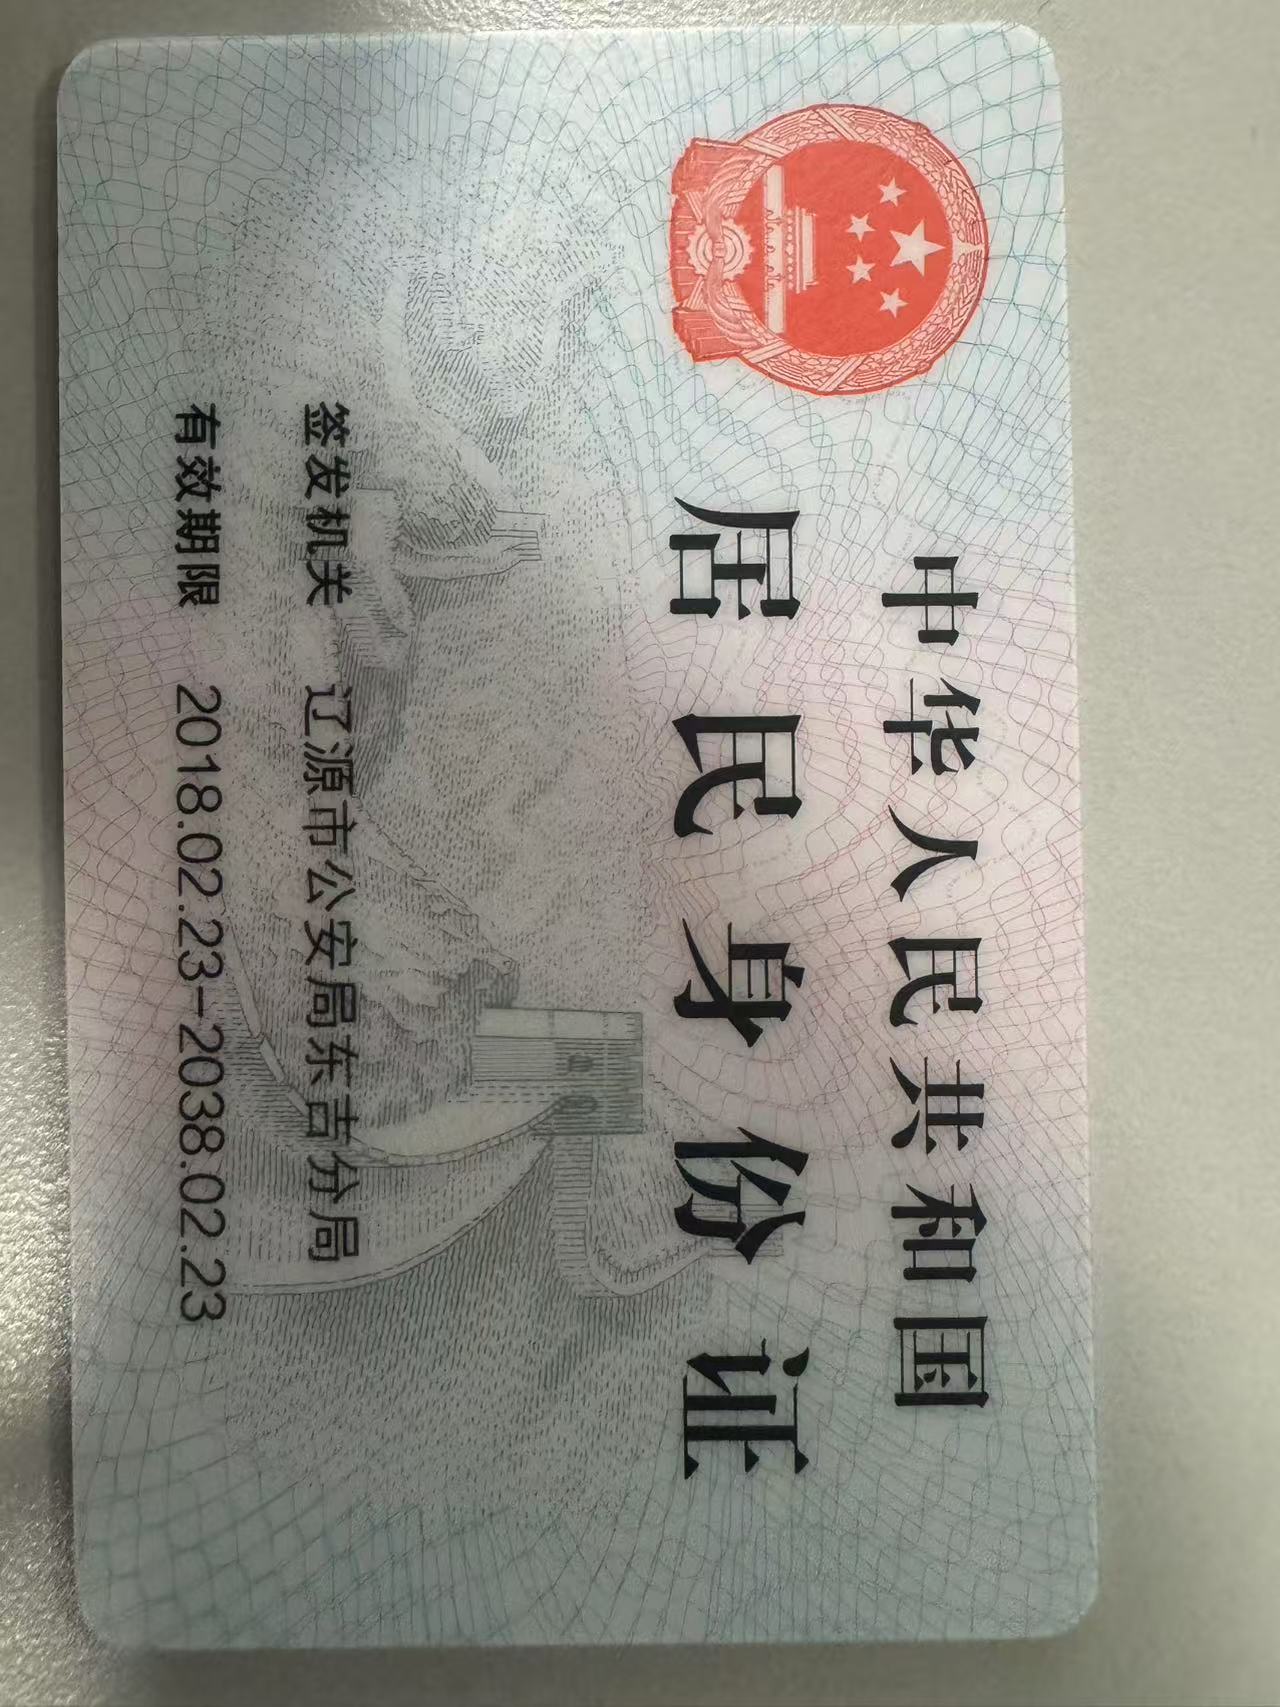 中华人民共和国
居民身份证
签发机关 辽源市公安局东吉分局
有效期限 2018.02.23-2038.02.23